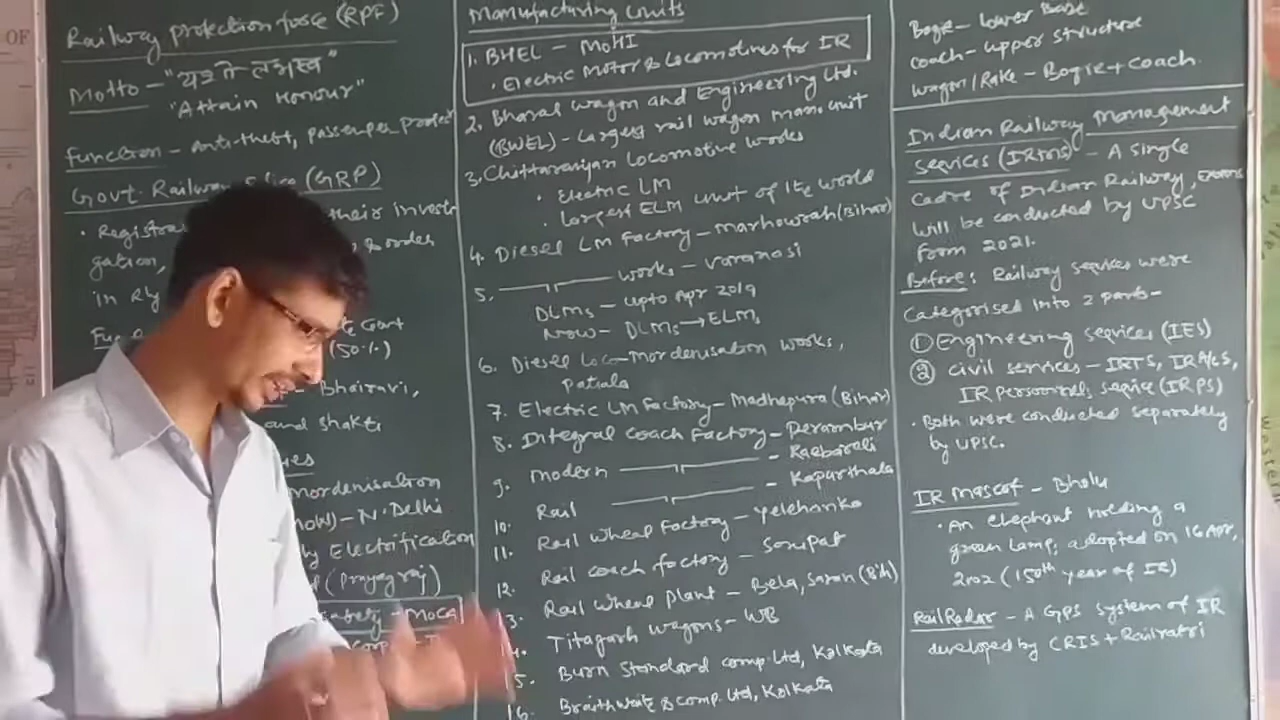 OF
Railway protection force (RPF)
Motto - "यशो लभस्व"
"Attain Honour"
Function - Anti-theft, passenger protect
Govt. Railway (GRP)
• Registra their investi
gation, & order
in Rly
Govt
(50%)
- Bhairavi,
and shakti
mordenisation
- N. Delhi
Electrification
(prayagraj)
safety - MoCA
corp
Manufacturing Units
1. BHEL - MoHI
• Electric Motor & Locomotives for IR
2. Bharat wagon and Engineering Ltd.
(BWEL) - Largest rail wagon manu. unit
3. Chittaranjan Locomotive works
• Electric LM
• Largest ELM unit of the world
4. Diesel LM Factory - Marhowrah (Bihar)
5. works - Varanasi
DLMs - upto Apr 2019
Now - DLMs → ELMs
6. Diesel loco-mordenisation works,
Patiala
7. Electric LM Factory - Madhepura (Bihar)
8. Integral coach Factory - Perambur
9. Modern - Raebareli
10. Rail - Kapurthala
11. Rail wheel Factory - Yelehanka
12. Rail coach factory - Sonipat
13. Rail wheel plant - Bela, Saran (Bih)
14. Titagarh wagons - WB
15. Burn Standard comp. Ltd, Kolkata
16. Braithwaite & comp. Ltd, Kolkata
Bogie - Lower Base
coach - upper structure
wagon/Rake - Bogie + coach.
Indian Railway Management
Services (IRMS) - A single
cadre of Indian Railway, exams
will be conducted by UPSC
form 2021.
Before: Railway services were
categorised into 2 parts -
① Engineering services (IES)
② civil services - IRTS, IRA/cS,
IR personnel service (IRPS)
• Both were conducted separately
by UPSC.
IR Mascot - Bholu
• An elephant holding a
green lamp, adopted on 16 Apr,
2002 (150th year of IR)
RailRadar - A GPS system of IR
developed by CRIS + Railyatri